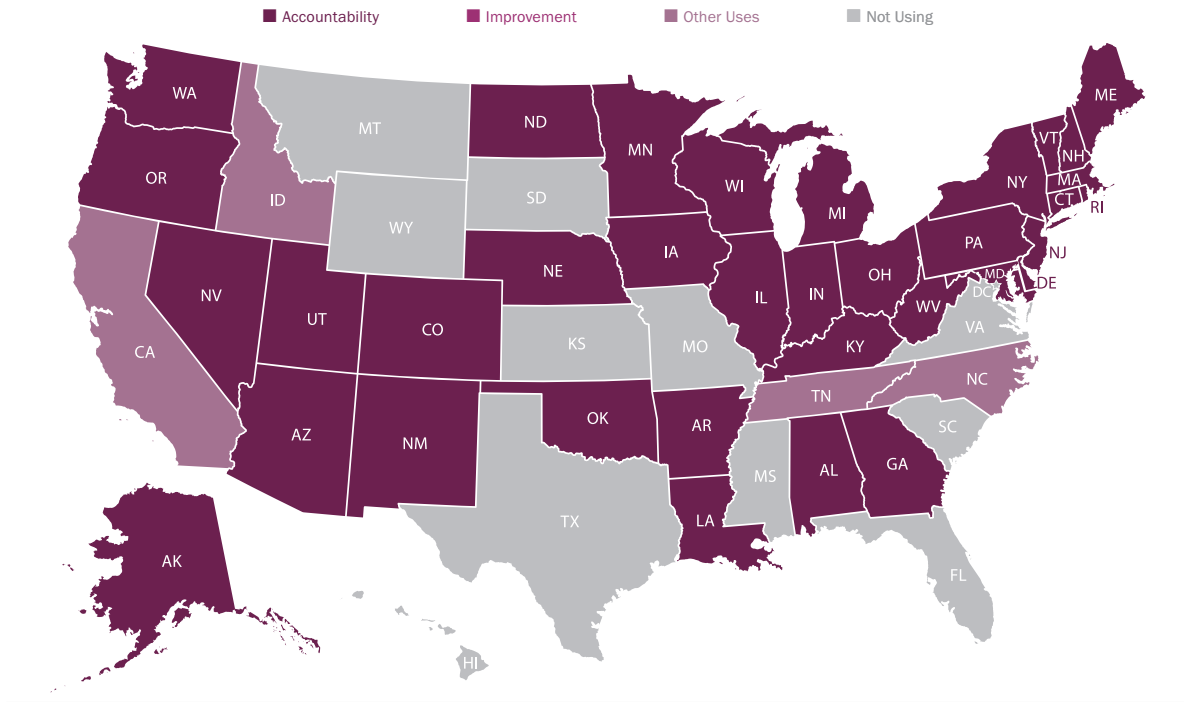 Accountability Improvement Other Uses Not Using
WA
MT
ND
MN
ME
VT
NH
OR
ID
WY
SD
WI
MI
NY
MA
CT
RI
NV
UT
CO
NE
IA
IL
IN
OH
PA
NJ
MD
DE
DC
WV
VA
CA
KS
MO
KY
AZ
NM
OK
AR
TN
NC
SC
TX
LA
MS
AL
GA
FL
AK
HI